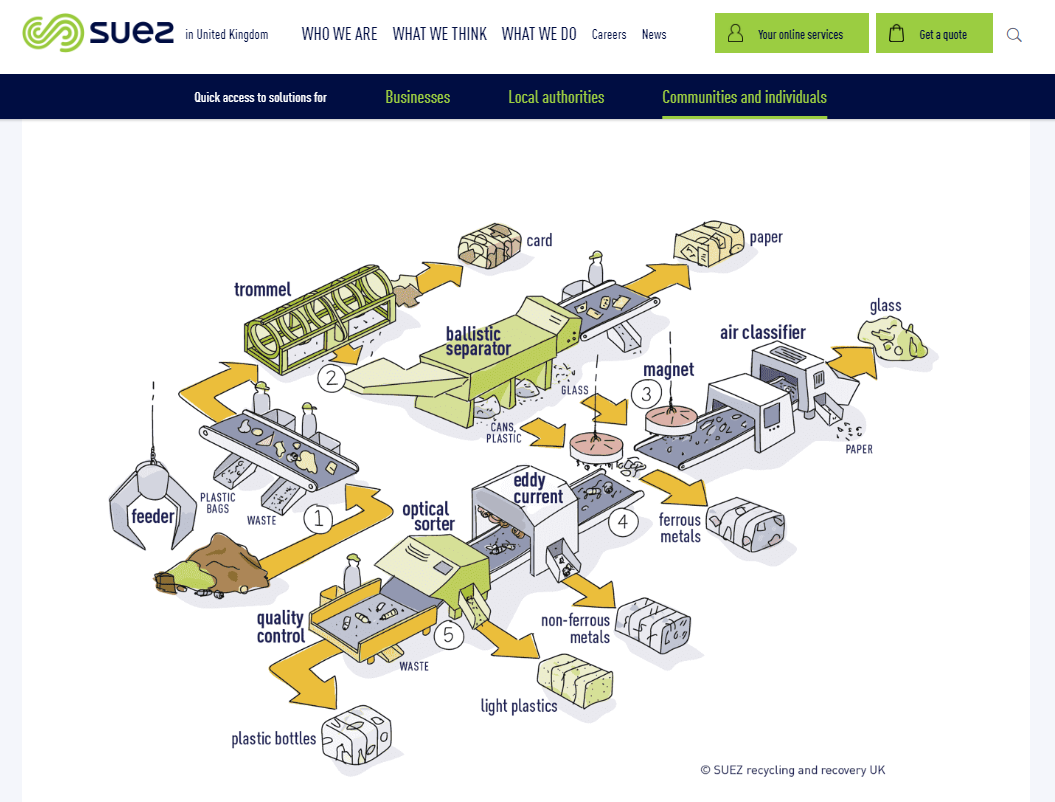 suez in United Kingdom WHO WE ARE WHAT WE THINK WHAT WE DO Careers News Your online services Get a quote
Quick access to solutions for Businesses Local authorities Communities and individuals
card
paper
trommel
glass
ballistic
separator
air classifier
magnet
2
3
GLASS
CANS,
PLASTIC
PAPER
eddy
current
PLASTIC
BAGS
feeder
WASTE
1
optical
sorter
4
ferrous
metals
quality
control
5
non-ferrous
metals
WASTE
light plastics
plastic bottles
© SUEZ recycling and recovery UK